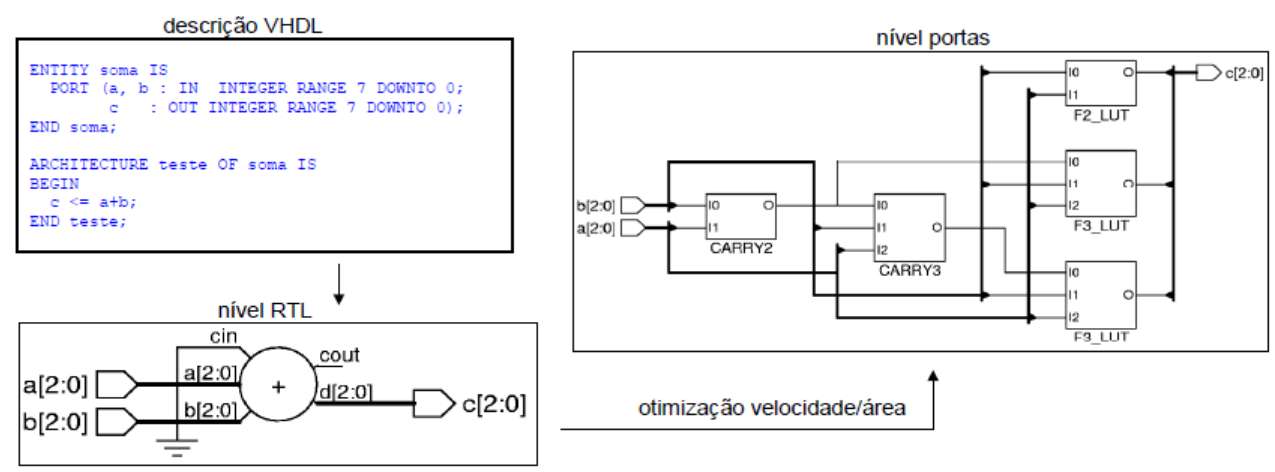 descrição VHDL
ENTITY soma IS
PORT (a, b : IN INTEGER RANGE 7 DOWNTO 0;
c : OUT INTEGER RANGE 7 DOWNTO 0);
END soma;
ARCHITECTURE teste OF soma IS
BEGIN
c <= a+b;
END teste;
nível RTL
cin
cout
a[2:0]
a[2:0]
+
d[2:0]
c[2:0]
b[2:0]
b[2:0]
nível portas
I0 O
I1
F2_LUT
c[2:0]
I0
I1 O
I2
F3_LUT
b[2:0]
a[2:0]
I0 O
I1
CARRY2
I0
I1 O
I2
CARRY3
I0
I1 O
I2
F3_LUT
otimização velocidade/área